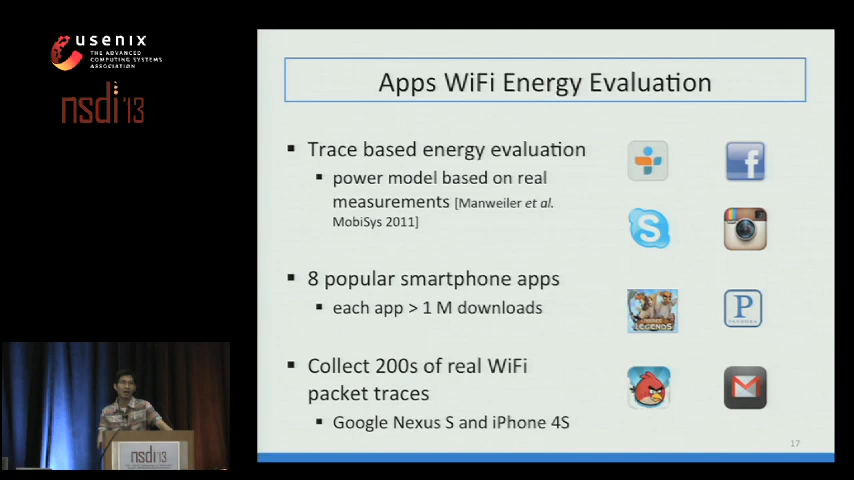 usenix
THE ADVANCED
COMPUTING SYSTEMS
ASSOCIATION
nsdi '13
Apps WiFi Energy Evaluation
▪ Trace based energy evaluation
▪ power model based on real
measurements [Manweiler et al.
MobiSys 2011]
▪ 8 popular smartphone apps
▪ each app > 1 M downloads
▪ Collect 200s of real WiFi
packet traces
▪ Google Nexus S and iPhone 4S
f
S
LEGENDS
P
PANDORA
M
17
nsdi'13